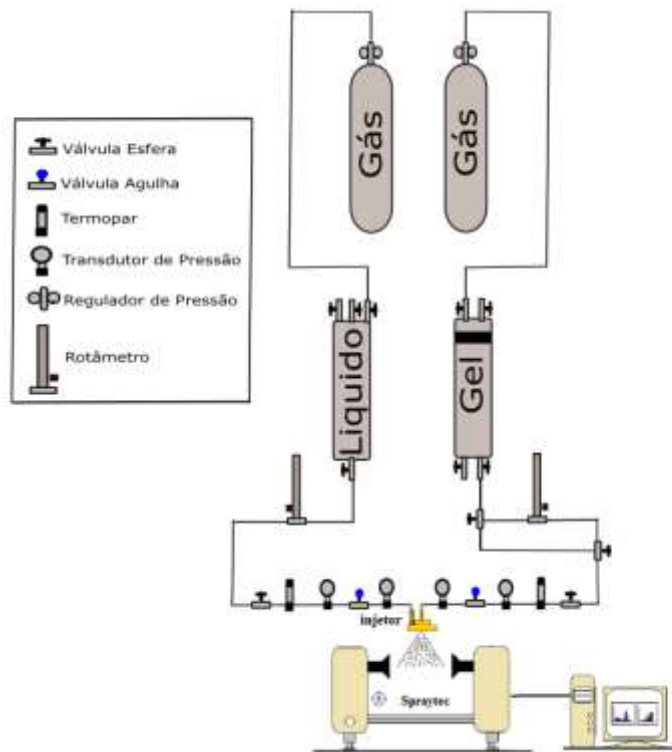 Gás
Gás
Válvula Esfera
Válvula Agulha
Termopar
Transdutor de Pressão
Regulador de Pressão
Rotâmetro
Liquido
Gel
injetor
Spraytec